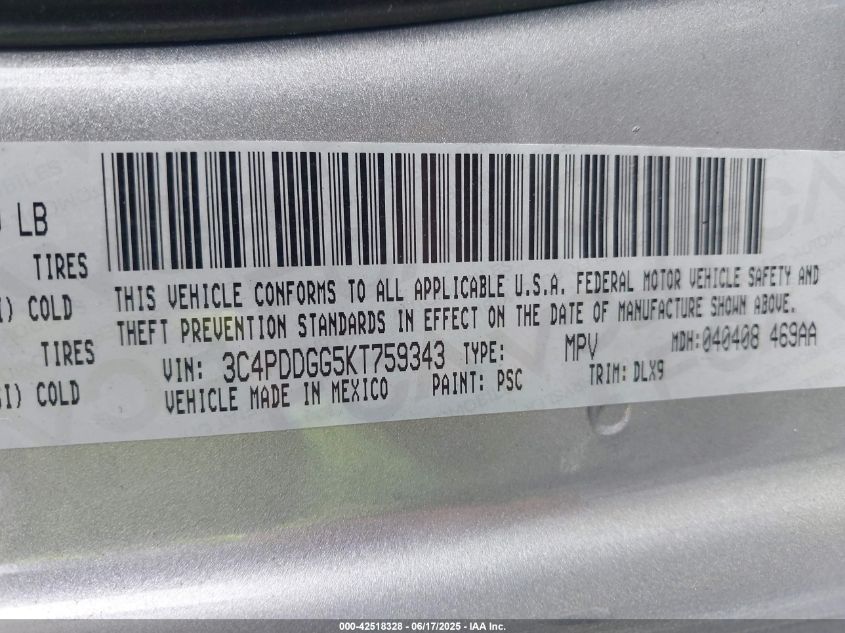 LB
TIRES
COLD
TIRES
COLD
THIS VEHICLE CONFORMS TO ALL APPLICABLE U.S.A. FEDERAL MOTOR VEHICLE SAFETY AND
THEFT PREVENTION STANDARDS IN EFFECT ON THE DATE OF MANUFACTURE SHOWN ABOVE.
VIN: 3C4PDDGG5KT759343 TYPE: MPV MDH:040408 469AA
VEHICLE MADE IN MEXICO PAINT: PSC TRIM: DLX9
000-42518328 - 06/17/2025 - IAA Inc.